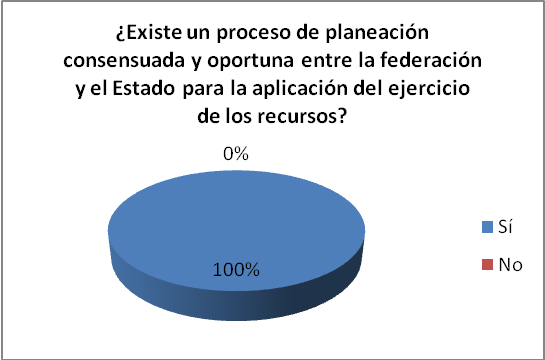 ¿Existe un proceso de planeación
consensuada y oportuna entre la federación
y el Estado para la aplicación del ejercicio
de los recursos?
0%
100%
Sí
No